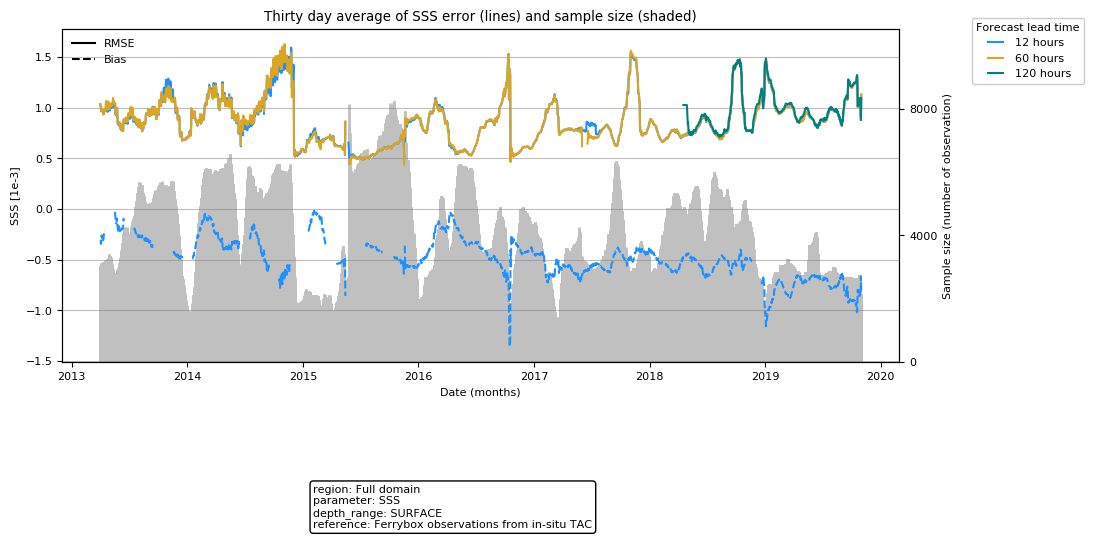 Thirty day average of SSS error (lines) and sample size (shaded)
RMSE
Bias
Forecast lead time
12 hours
60 hours
120 hours
SSS [1e-3]
1.5
1.0
0.5
0.0
−0.5
−1.0
−1.5
8000
4000
0
Sample size (number of observation)
2013 2014 2015 2016 2017 2018 2019 2020
Date (months)
region: Full domain
parameter: SSS
depth_range: SURFACE
reference: Ferrybox observations from in-situ TAC